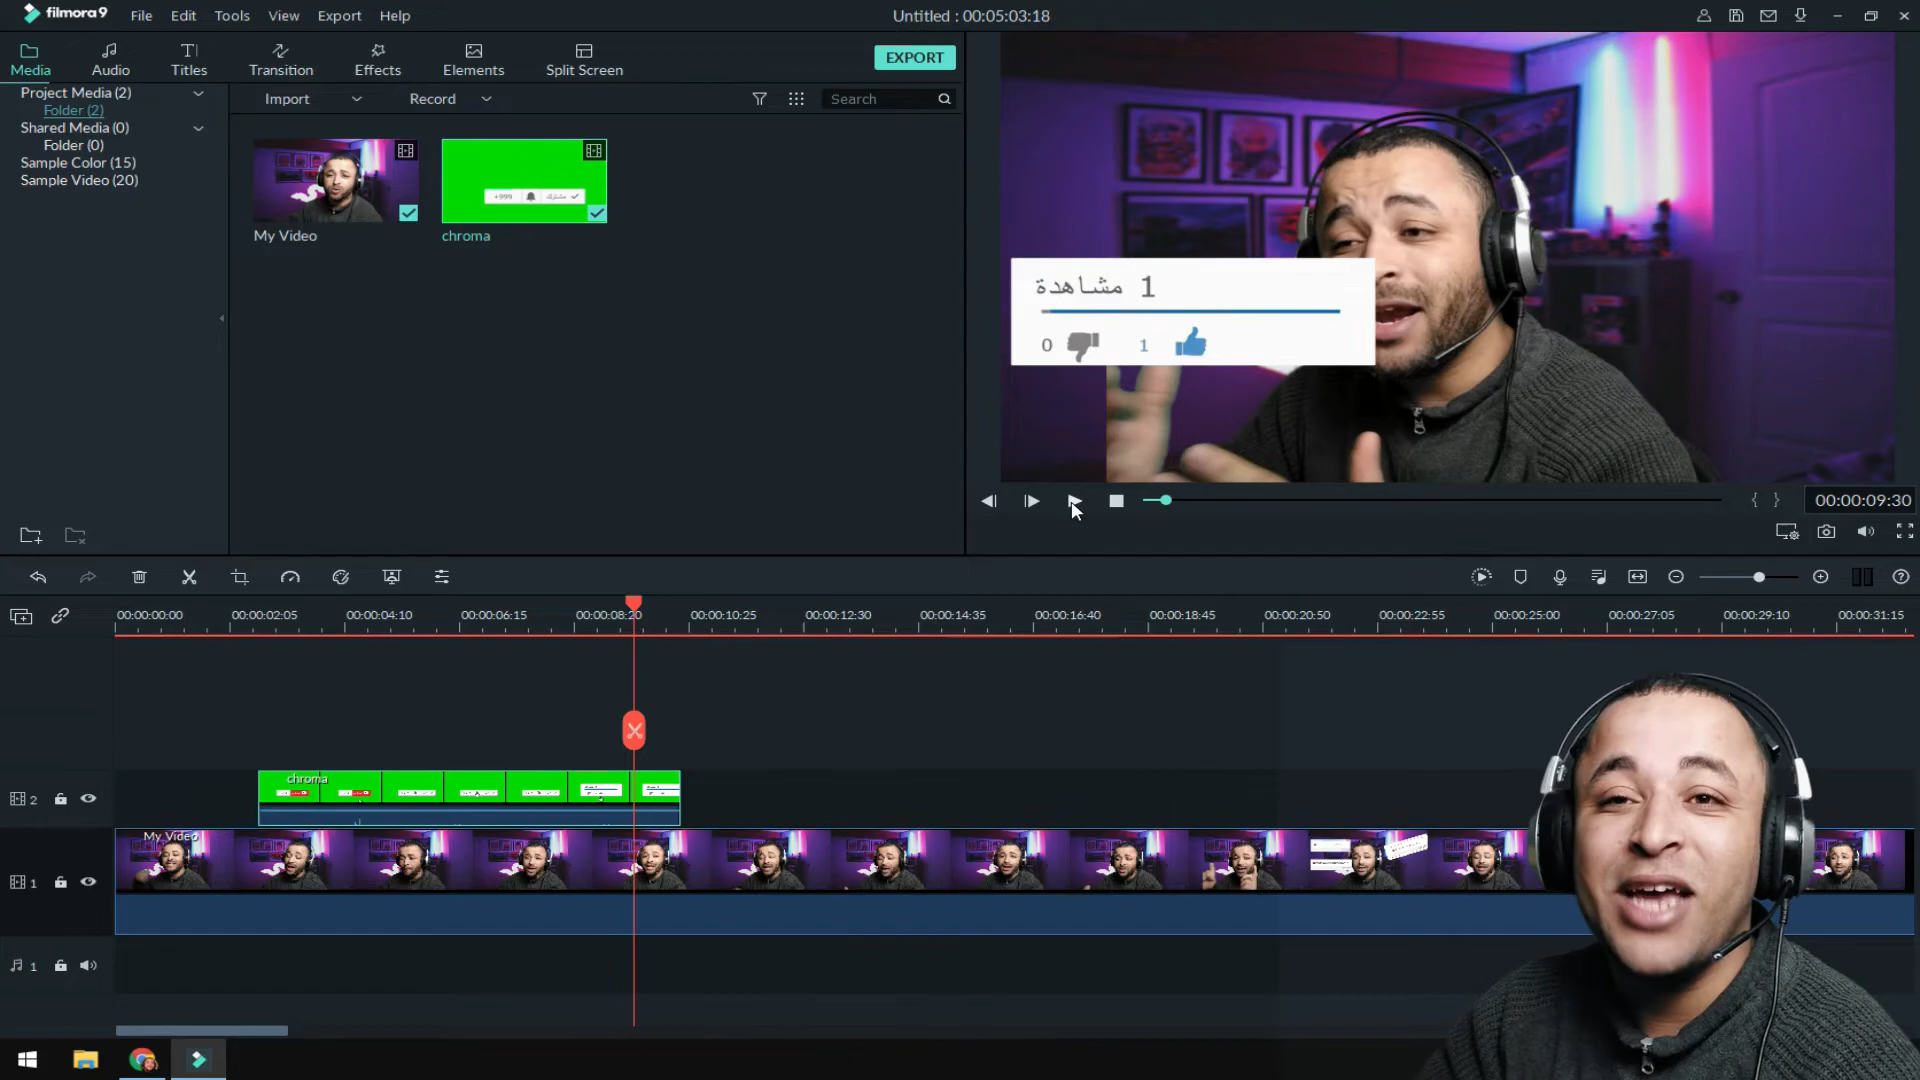 filmora9 File Edit Tools View Export Help Untitled : 00:05:03:18
Media Audio Titles Transition Effects Elements Split Screen EXPORT
Project Media (2)
Folder (2)
Shared Media (0)
Folder (0)
Sample Color (15)
Sample Video (20)
Import Record Search
+999 مشترك
My Video chroma
1 مشاهدة
0 1
00:00:09:30
00:00:00:00 00:00:02:05 00:00:04:10 00:00:06:15 00:00:08:20 00:00:10:25 00:00:12:30 00:00:14:35 00:00:16:40 00:00:18:45 00:00:20:50 00:00:22:55 00:00:25:00 00:00:27:05 00:00:29:10 00:00:31:15
chroma
2
My Video
1
1